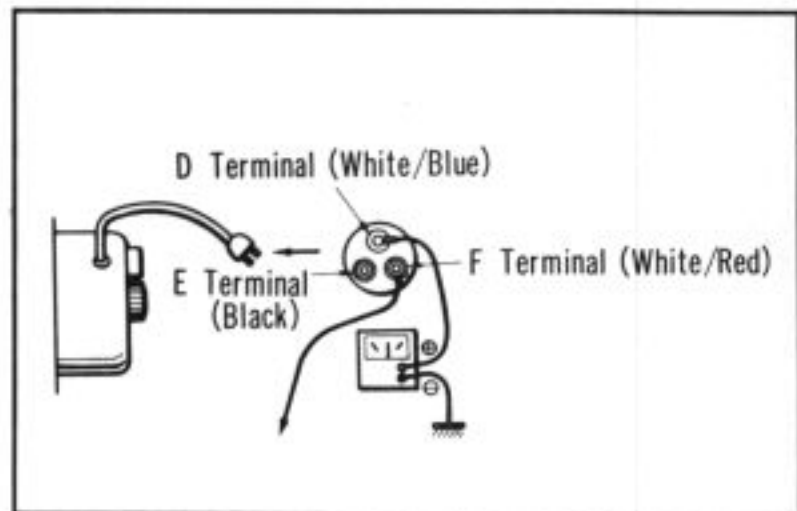 D Terminal (White/Blue)
E Terminal
(Black)
F Terminal (White/Red)
⊕
⊖